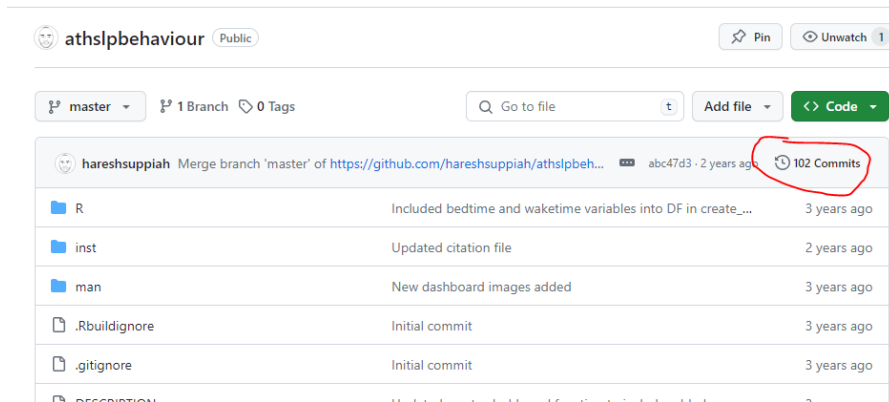 athslpbehaviour Public Pin Unwatch 1
master 1 Branch 0 Tags Go to file t Add file Code
hareshsuppiah Merge branch 'master' of https://github.com/hareshsuppiah/athslpbeh... abc47d3 · 2 years ago 102 Commits
R Included bedtime and waketime variables into DF in create_... 3 years ago
inst Updated citation file 2 years ago
man New dashboard images added 3 years ago
.Rbuildignore Initial commit 3 years ago
.gitignore Initial commit 3 years ago
DESCRIPTION